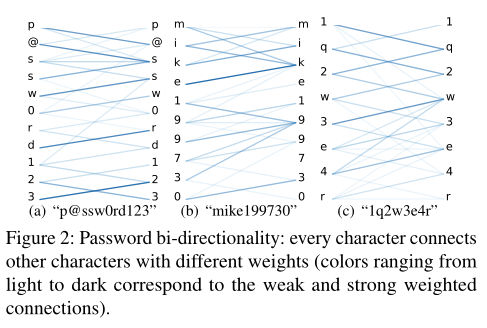 p p
@ @
s s
s s
w w
0 0
r r
d d
1 1
2 2
3 3
(a) “p@ssw0rd123”
m m
i i
k k
e e
1 1
9 9
9 9
7 7
3 3
0 0
(b) “mike199730”
1 1
q q
2 2
w w
3 3
e e
4 4
r r
(c) “1q2w3e4r”
Figure 2: Password bi-directionality: every character connects
other characters with different weights (colors ranging from
light to dark correspond to the weak and strong weighted
connections).